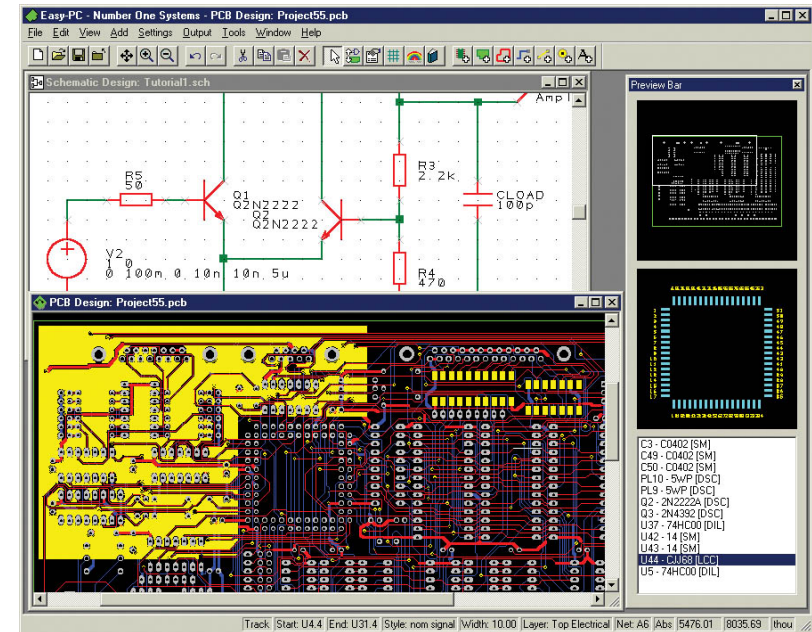 Easy-PC - Number One Systems - PCB Design: Project55.pcb
File Edit View Add Settings Output Tools Window Help
Schematic Design: Tutorial1.sch
Ampl
R5
50
Q1
Q2N2222
Q2
Q2N2222
R3
2.2k
CLOAD
100p
V2
1 0
0 100m 0 10n 10n 5u
R4
470
PCB Design: Project55.pcb
Preview Bar
C3 - C0402 [SM]
C49 - C0402 [SM]
C50 - C0402 [SM]
PL10 - 5WP [DSC]
PL9 - 5WP [DSC]
Q2 - 2N2222A [DSC]
Q3 - 2N4392 [DSC]
U37 - 74HC00 [DIL]
U42 - 14 [SM]
U43 - 14 [SM]
U44 - CJJ68 [LCC]
U5 - 74HC00 [DIL]
Track Start: U4.4 End: U31.4 Style: nom signal Width: 10.00 Layer: Top Electrical Net: A6 Abs 5476.01 8035.69 thou